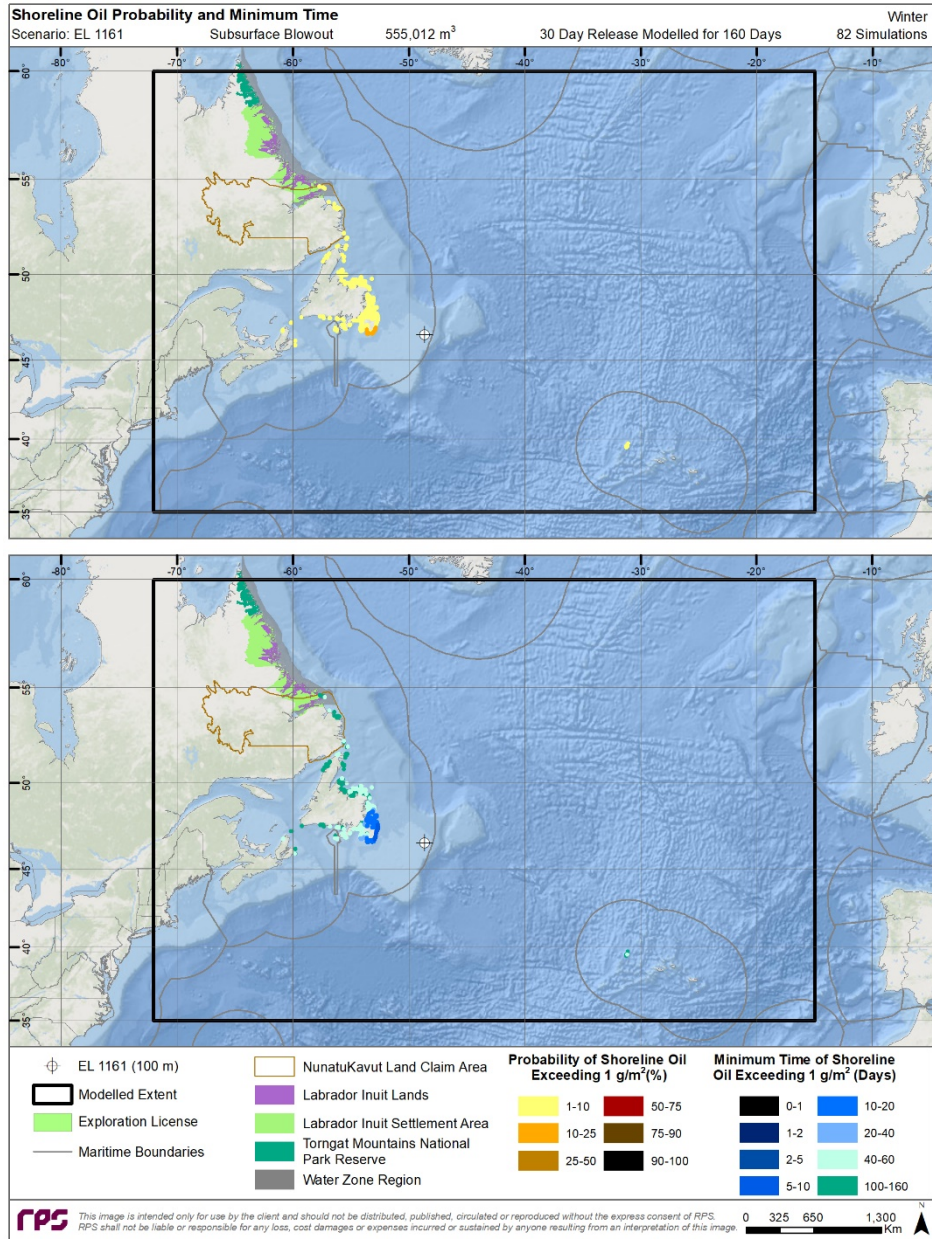 Shoreline Oil Probability and Minimum Time
Winter
Scenario: EL 1161 Subsurface Blowout 555,012 m³ 30 Day Release Modelled for 160 Days 82 Simulations
-80° -70° -60° -50° -40° -30° -20° -10°
60°
55°
50°
45°
40°
35°
-80° -70° -60° -50° -40° -30° -20° -10°
60°
55°
50°
45°
40°
35°
EL 1161 (100 m)
Modelled Extent
Exploration License
Maritime Boundaries
NunatuKavut Land Claim Area
Labrador Inuit Lands
Labrador Inuit Settlement Area
Torngat Mountains National
Park Reserve
Water Zone Region
Probability of Shoreline Oil
Exceeding 1 g/m²(%)
1-10 50-75
10-25 75-90
25-50 90-100
Minimum Time of Shoreline
Oil Exceeding 1 g/m² (Days)
0-1 10-20
1-2 20-40
2-5 40-60
5-10 100-160
rps
This image is intended only for use by the client and should not be distributed, published, circulated or reproduced without the express consent of RPS.
RPS shall not be liable or responsible for any loss, cost damages or expenses incurred or sustained by anyone resulting from an interpretation of this image.
0 325 650 1,300
Km
N